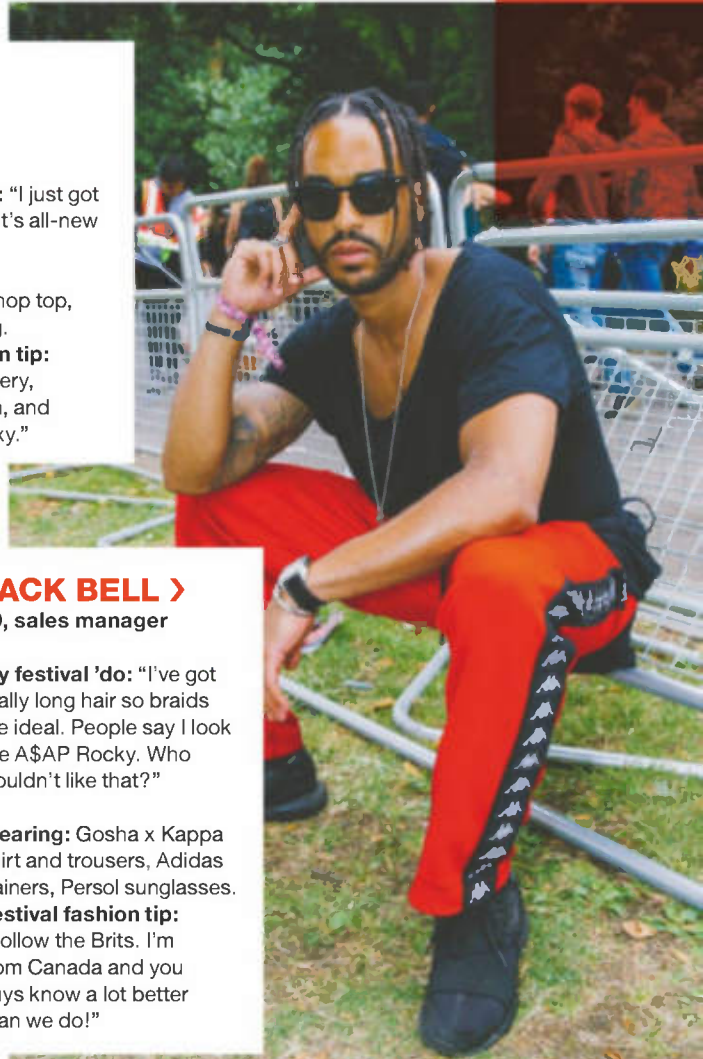 : “I just got
t’s all-new
hop top,
g.
n tip:
ery,
, and
ky.”
ACK BELL ❯
, sales manager
y festival ’do: “I’ve got
ally long hair so braids
e ideal. People say I look
e A$AP Rocky. Who
ouldn’t like that?”
earing: Gosha x Kappa
irt and trousers, Adidas
ainers, Persol sunglasses.
estival fashion tip:
ollow the Brits. I’m
om Canada and you
uys know a lot better
an we do!”